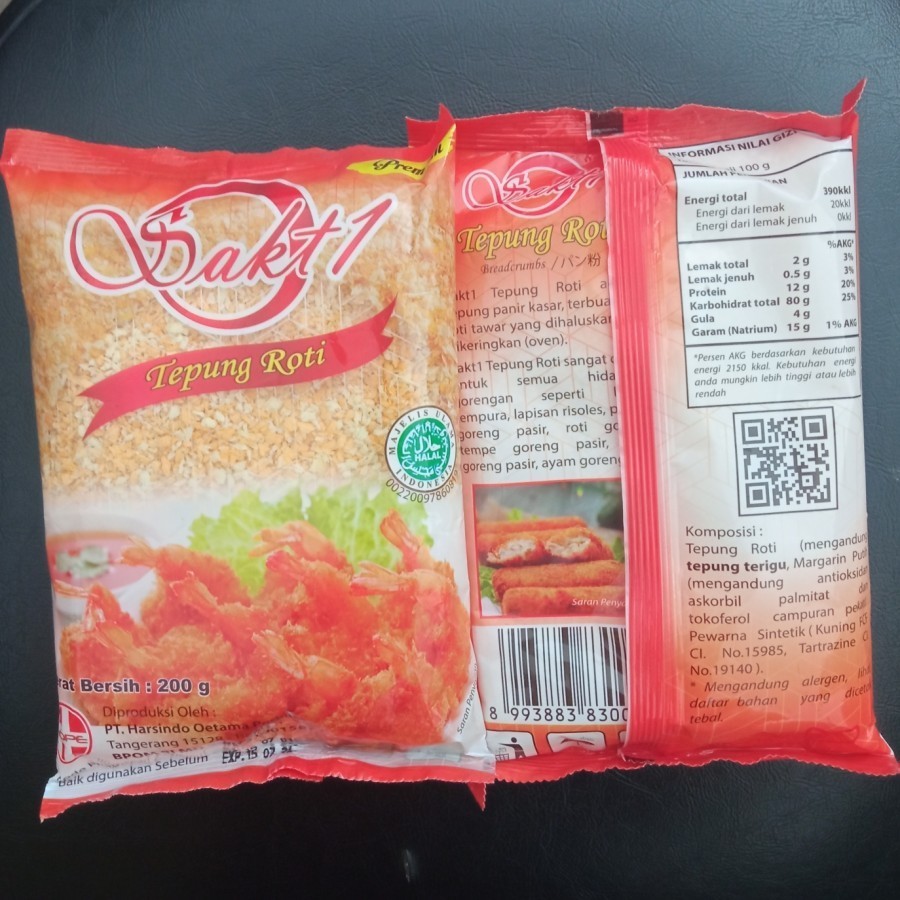 Premium
Sakt1
Tepung Roti
MAJELIS ULAMA
حلال
HALAL
INDONESIA
Berat Bersih : 200 g
Diproduksi Oleh :
PT. Harsindo Oetama
Tangerang
BPOM
Baik digunakan Sebelum
EXP. 15 07
Sakt1
Tepung Roti
Breadcrumbs / パン粉
Sakt1 Tepung Roti
tepung panir kasar, terbuat
roti tawar yang dihaluskan
dikeringkan (oven).
Sakt1 Tepung Roti sangat
untuk semua
gorengan seperti
tempura, lapisan risoles,
goreng pasir, roti
tempe goreng pasir,
goreng pasir, ayam goreng
Saran
8 993883 8300
INFORMASI NILAI GIZI
JUMLAH 100 g
Energi total 390kkl
Energi dari lemak 20kkl
Energi dari lemak jenuh 0kkl
%AKG*
Lemak total 2 g 3%
Lemak jenuh 0.5 g 3%
Protein 12 g 20%
Karbohidrat total 80 g 25%
Gula 4 g
Garam (Natrium) 15 g 1% AKG
*Persen AKG berdasarkan kebutuhan
energi 2150 kkal. Kebutuhan energi
anda mungkin lebih tinggi atau lebih
rendah
Komposisi :
Tepung Roti (mengandung
tepung terigu, Margarin Putih
(mengandung antioksidan
askorbil palmitat dan
tokoferol campuran pekat,
Pewarna Sintetik ( Kuning FCF
CI. No.15985, Tartrazine CI.
No.19140 ).
* Mengandung alergen, lihat
daftar bahan yang dicetak
tebal.